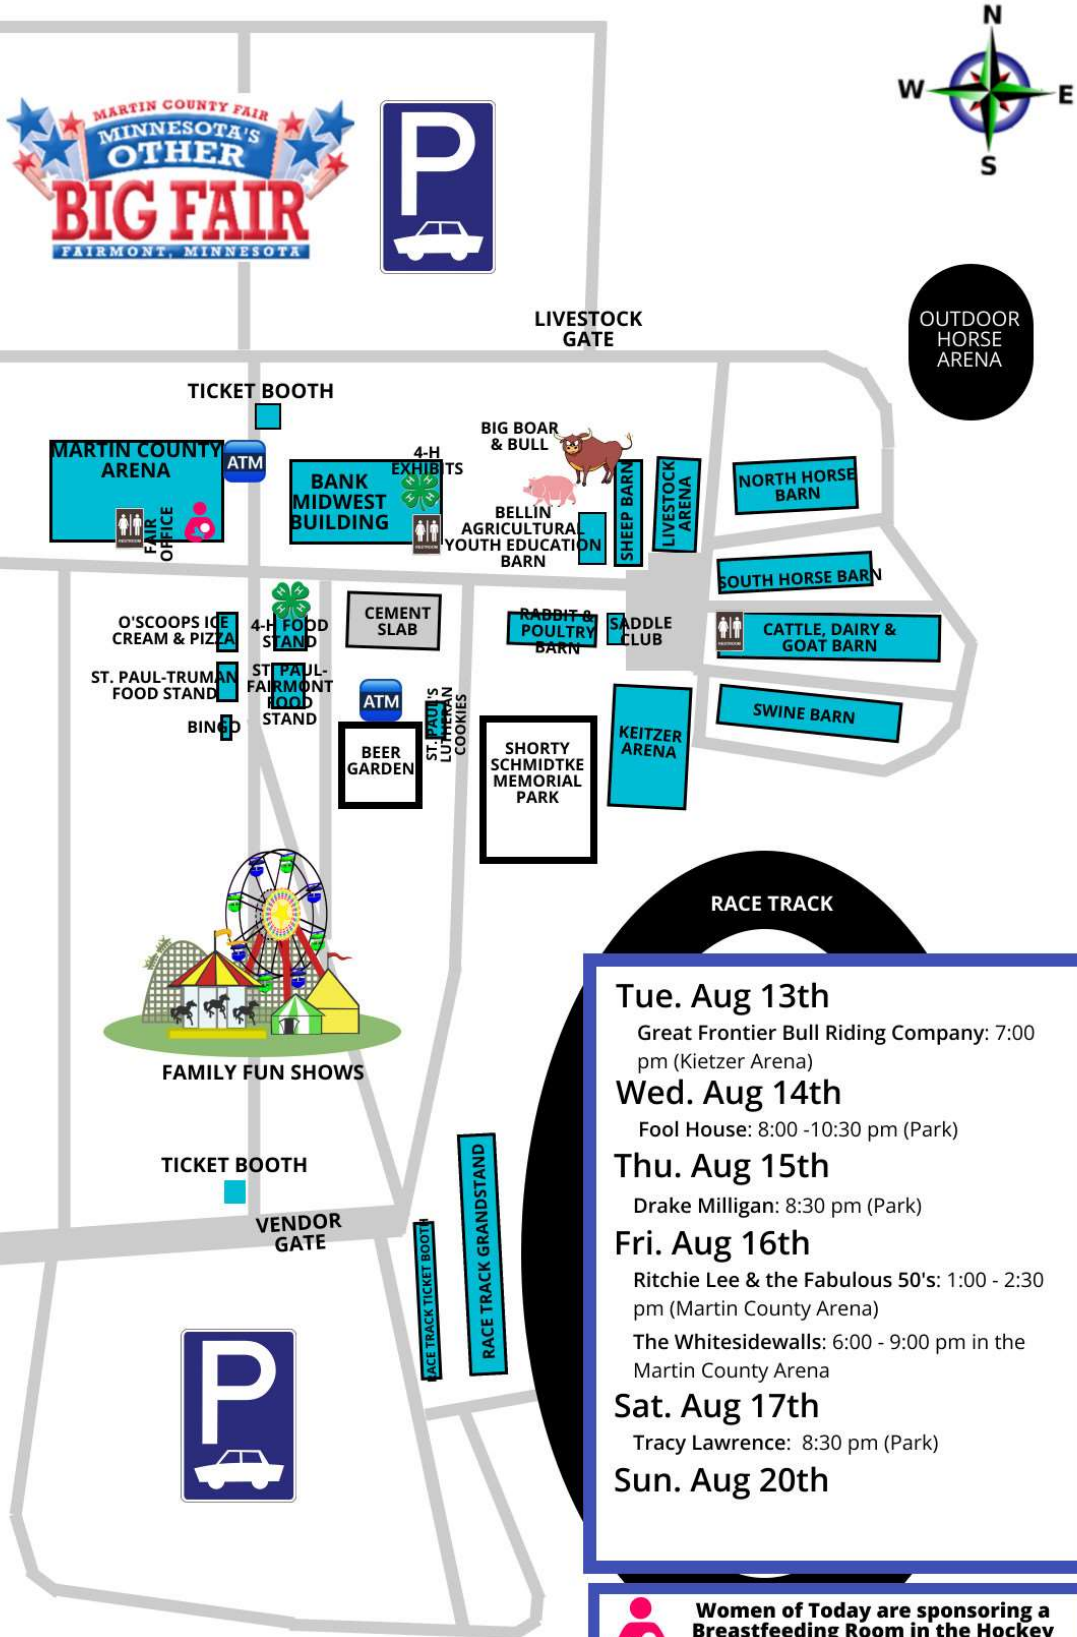 N
W
E
S
MARTIN COUNTY FAIR
MINNESOTA'S
OTHER
BIG FAIR
FAIRMONT, MINNESOTA
P
LIVESTOCK
GATE
OUTDOOR
HORSE
ARENA
TICKET BOOTH
MARTIN COUNTY
ARENA
ATM
FAIR
OFFICE
BANK
MIDWEST
BUILDING
4-H
EXHIBITS
BIG BOAR
& BULL
BELLIN
AGRICULTURAL
YOUTH EDUCATION
BARN
SHEEP BARN
LIVESTOCK
ARENA
NORTH HORSE
BARN
SOUTH HORSE BARN
O'SCOOPS ICE
CREAM & PIZZA
4-H FOOD
STAND
CEMENT
SLAB
RABBIT &
POULTRY
BARN
SADDLE
CLUB
CATTLE, DAIRY &
GOAT BARN
ST. PAUL-TRUMAN
FOOD STAND
ST. PAUL-
FAIRMONT
FOOD
STAND
BINGO
ATM
BEER
GARDEN
ST. PAUL'S
LUTHERAN
COOKIES
SHORTY
SCHMIDTKE
MEMORIAL
PARK
KEITZER
ARENA
SWINE BARN
RACE TRACK
FAMILY FUN SHOWS
TICKET BOOTH
VENDOR
GATE
RACE TRACK TICKET BOOTH
RACE TRACK GRANDSTAND
P
Tue. Aug 13th
Great Frontier Bull Riding Company: 7:00
pm (Kietzer Arena)
Wed. Aug 14th
Fool House: 8:00 -10:30 pm (Park)
Thu. Aug 15th
Drake Milligan: 8:30 pm (Park)
Fri. Aug 16th
Ritchie Lee & the Fabulous 50's: 1:00 - 2:30
pm (Martin County Arena)
The Whitesidewalls: 6:00 - 9:00 pm in the
Martin County Arena
Sat. Aug 17th
Tracy Lawrence: 8:30 pm (Park)
Sun. Aug 20th
Women of Today are sponsoring a
Breastfeeding Room in the Hockey